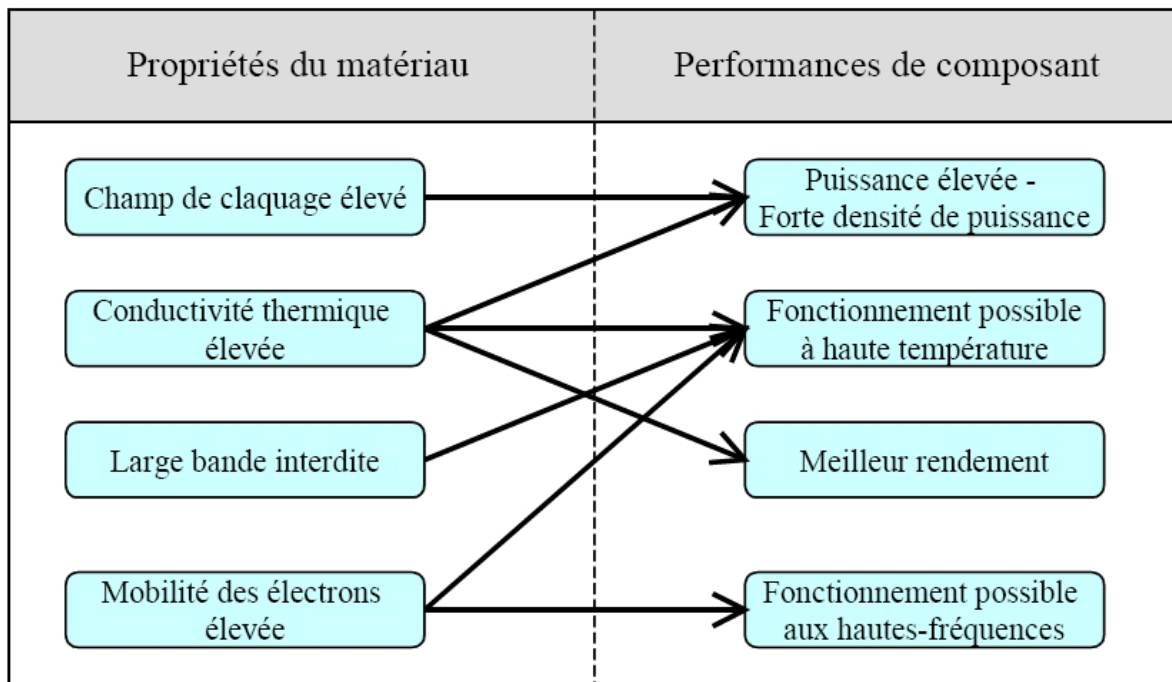 Propriétés du matériau
Performances de composant
Champ de claquage élevé
Puissance élevée -
Forte densité de puissance
Conductivité thermique
élevée
Fonctionnement possible
à haute température
Large bande interdite
Meilleur rendement
Mobilité des électrons
élevée
Fonctionnement possible
aux hautes-fréquences